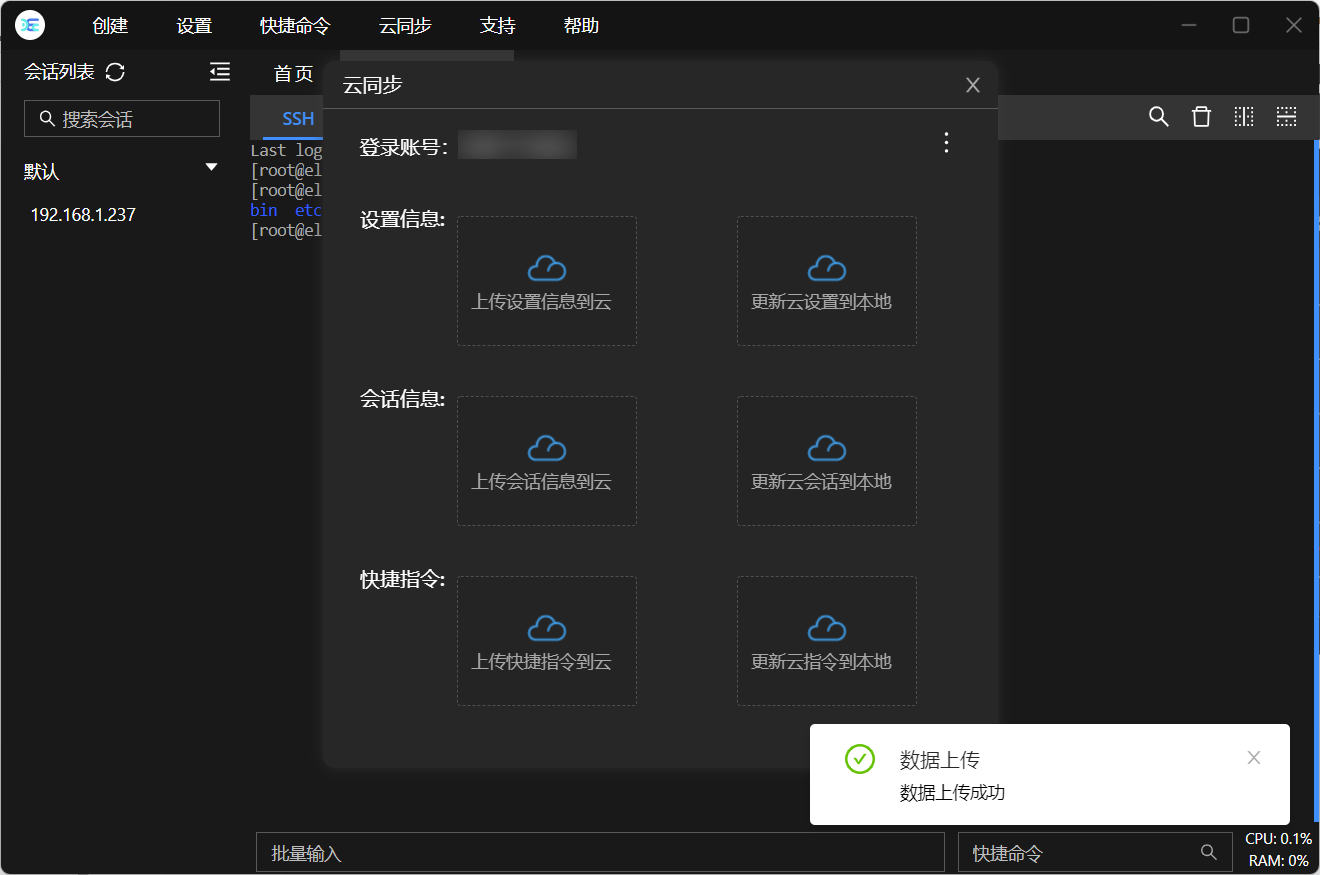 创建 设置 快捷命令 云同步 支持 帮助
会话列表
首页
云同步
搜索会话
SSH
登录账号:
Last log
[root@el
默认
[root@el
192.168.1.237
bin etc
[root@el
设置信息:
上传设置信息到云 更新云设置到本地
会话信息:
上传会话信息到云 更新云会话到本地
快捷指令:
上传快捷指令到云 更新云指令到本地
数据上传
数据上传成功
批量输入
快捷命令
CPU: 0.1%
RAM: 0%